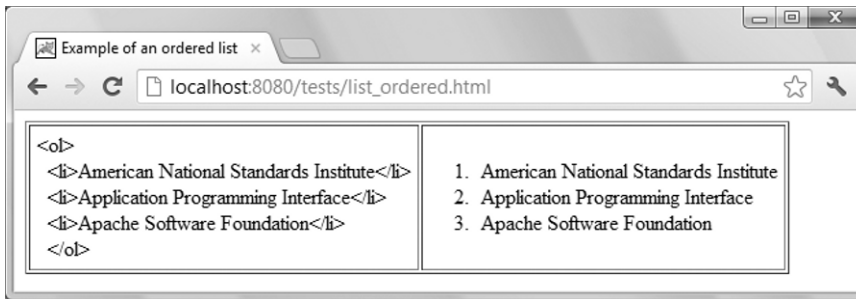 Example of an ordered list
localhost:8080/tests/list_ordered.html
<ol>
<li>American National Standards Institute</li>
<li>Application Programming Interface</li>
<li>Apache Software Foundation</li>
</ol>
1. American National Standards Institute
2. Application Programming Interface
3. Apache Software Foundation